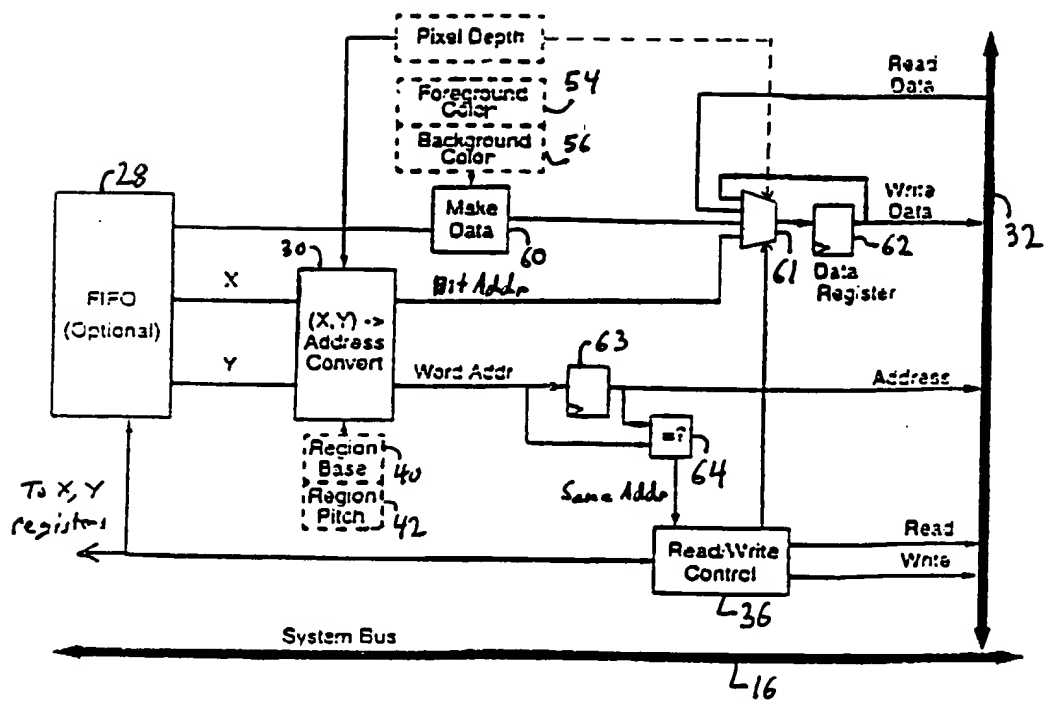 Pixel Depth
Read
Data
Foreground
Color
54
Background
Color
56
28
Make
Data
60
Write
Data
61
62
32
Data
Register
30
X
Bit Addr
FIFO
(Optional)
(X,Y) ->
Address
Convert
Y
Word Addr
63
Address
=?
64
Region
Base
40
Region
Pitch
42
To X, Y
registers
Same Addr
Read/Write
Control
Read
Write
36
System Bus
16